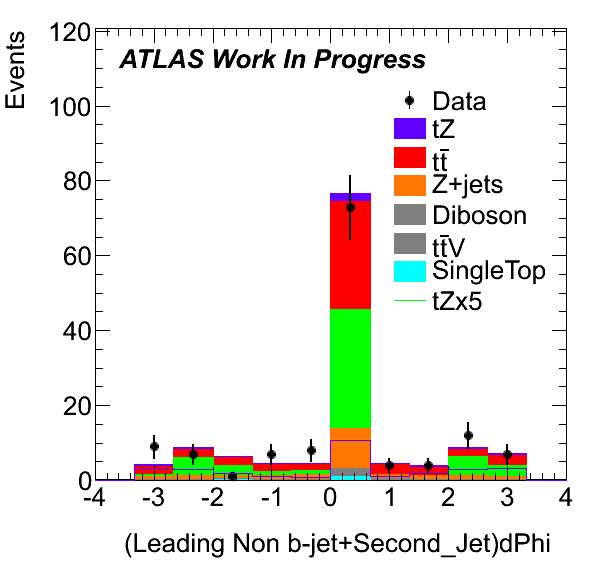 Events
120
100
80
60
40
20
0
ATLAS Work In Progress
Data
tZ
tt̄
Z+jets
Diboson
tt̄V
SingleTop
tZx5
-4 -3 -2 -1 0 1 2 3 4
(Leading Non b-jet+Second_Jet)dPhi